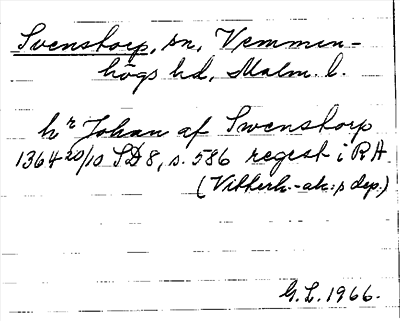 Svenstorp, sn, Vemmen-
högs hd, Malm. l.
hr Johan af Swenstorp
1364 20/10 SD 8, s. 586 regest i RA
(Vitterh.-ak:s dep.)
G.L. 1966.